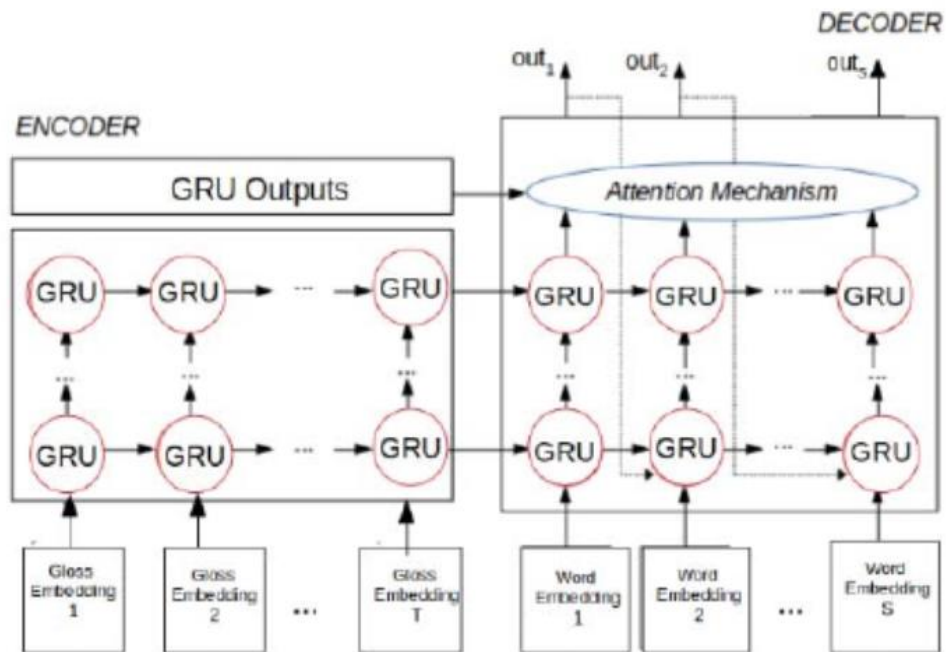 DECODER
out1 out2 outs
ENCODER
GRU Outputs
Attention Mechanism
GRU GRU ... GRU GRU GRU ... GRU
... ... ... ... ... ...
GRU GRU ... GRU GRU GRU ... GRU
Gloss
Embedding
1
Gloss
Embedding
2
...
Gloss
Embedding
T
Word
Embedding
1
Word
Embedding
2
...
Word
Embedding
S